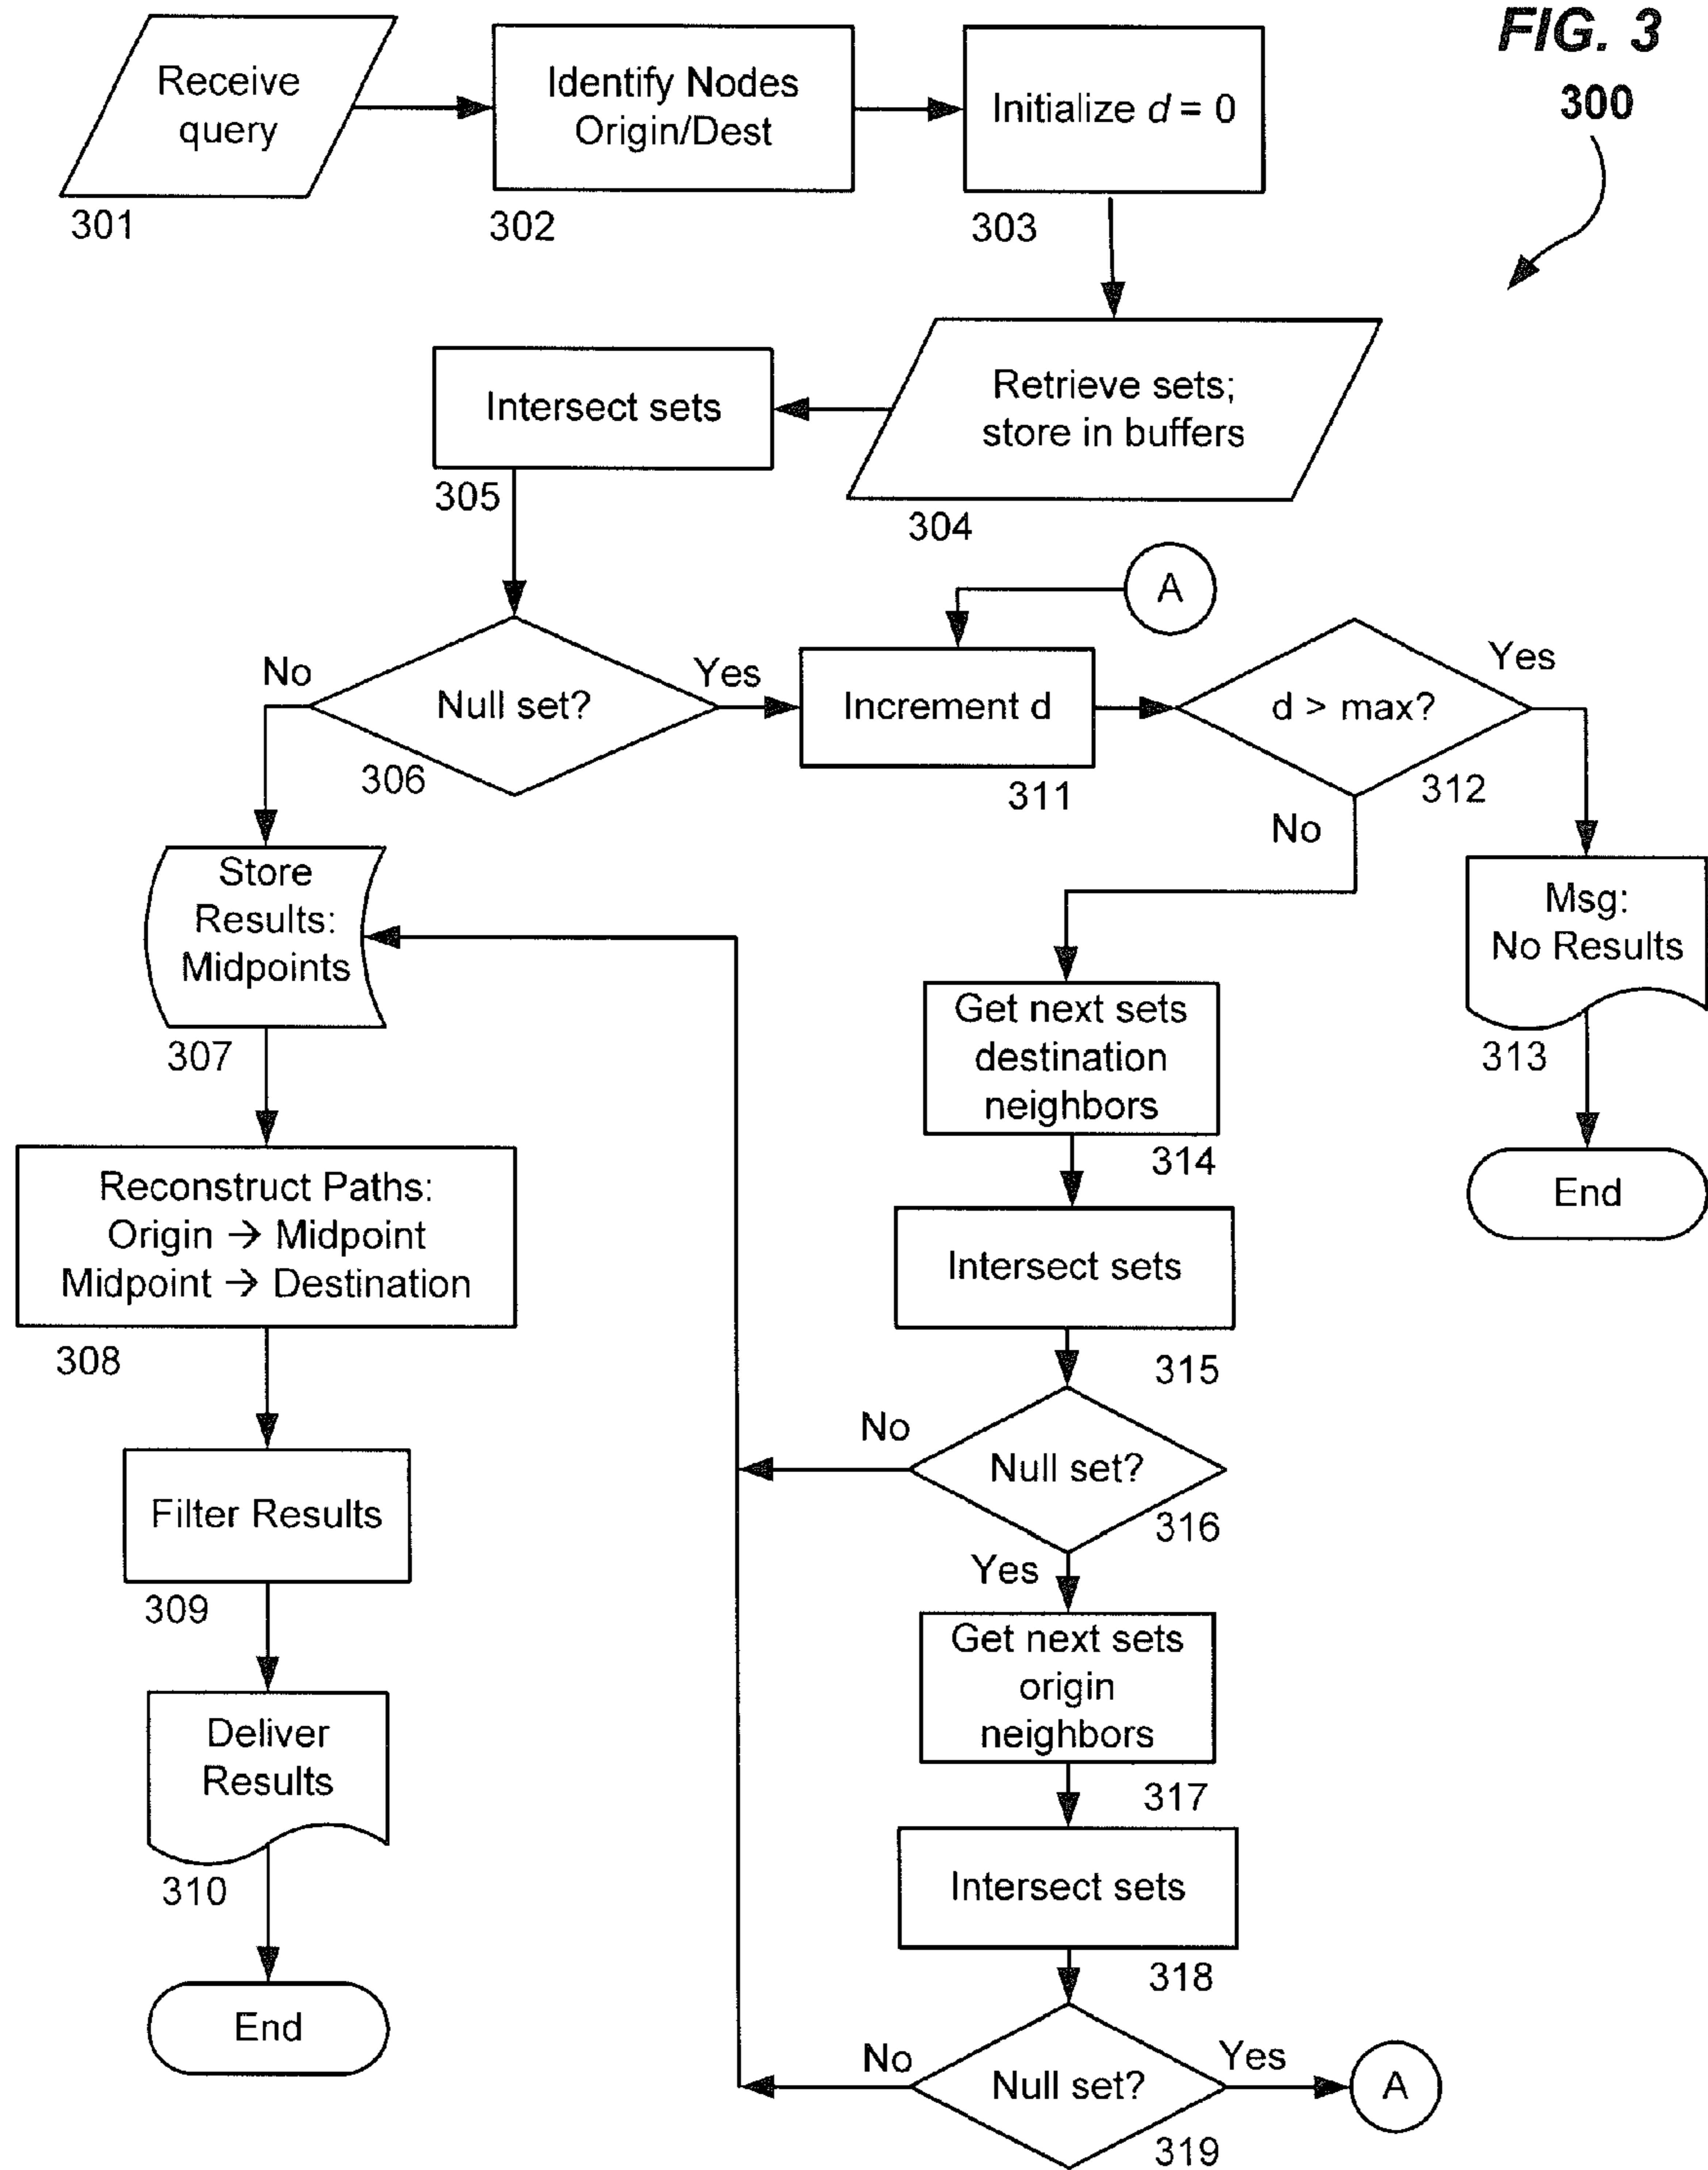 FIG. 3
300
Receive
query
301
Identify Nodes
Origin/Dest
302
Initialize d = 0
303
Retrieve sets;
store in buffers
304
Intersect sets
305
A
Null set?
No
Yes
306
Increment d
311
d > max?
Yes
No
312
Msg:
No Results
313
End
Store
Results:
Midpoints
307
Reconstruct Paths:
Origin → Midpoint
Midpoint → Destination
308
Filter Results
309
Deliver
Results
310
End
Get next sets
destination
neighbors
314
Intersect sets
315
Null set?
No
Yes
316
Get next sets
origin
neighbors
317
Intersect sets
318
Null set?
No
Yes
319
A